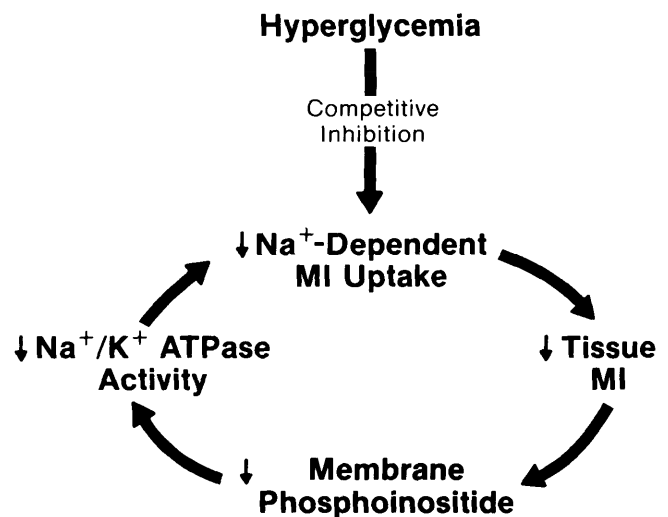 Hyperglycemia
Competitive
Inhibition
↓ Na⁺-Dependent
MI Uptake
↓ Na⁺/K⁺ ATPase
Activity
↓ Tissue
MI
↓ Membrane
Phosphoinositide